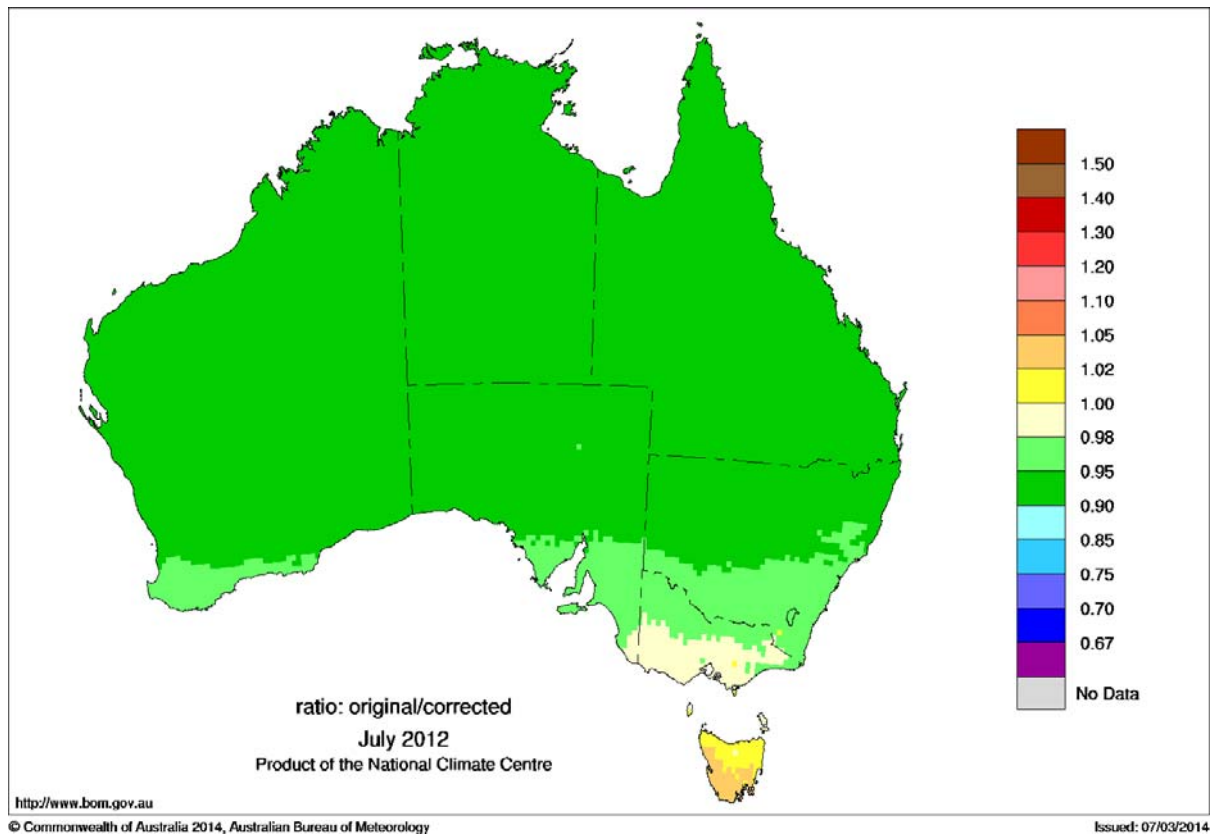 1.50
1.40
1.30
1.20
1.10
1.05
1.02
1.00
0.98
0.95
0.90
0.85
0.75
0.70
0.67
No Data
ratio: original/corrected
July 2012
Product of the National Climate Centre
http://www.bom.gov.au
© Commonwealth of Australia 2014, Australian Bureau of Meteorology
Issued: 07/03/2014